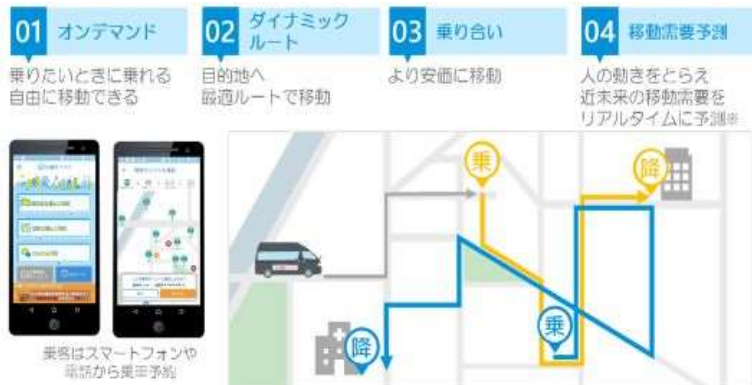 01 オンデマンド
乗りたいときに乗れる
自由に移動できる
02 ダイナミック
ルート
目的地へ
最適ルートで移動
03 乗り合い
より安価に移動
04 移動需要予測
人の動きをとらえ
近未来の移動需要を
リアルタイムに予測※
乗
降
乗
降
乗客はスマートフォンや
電話から乗車予約